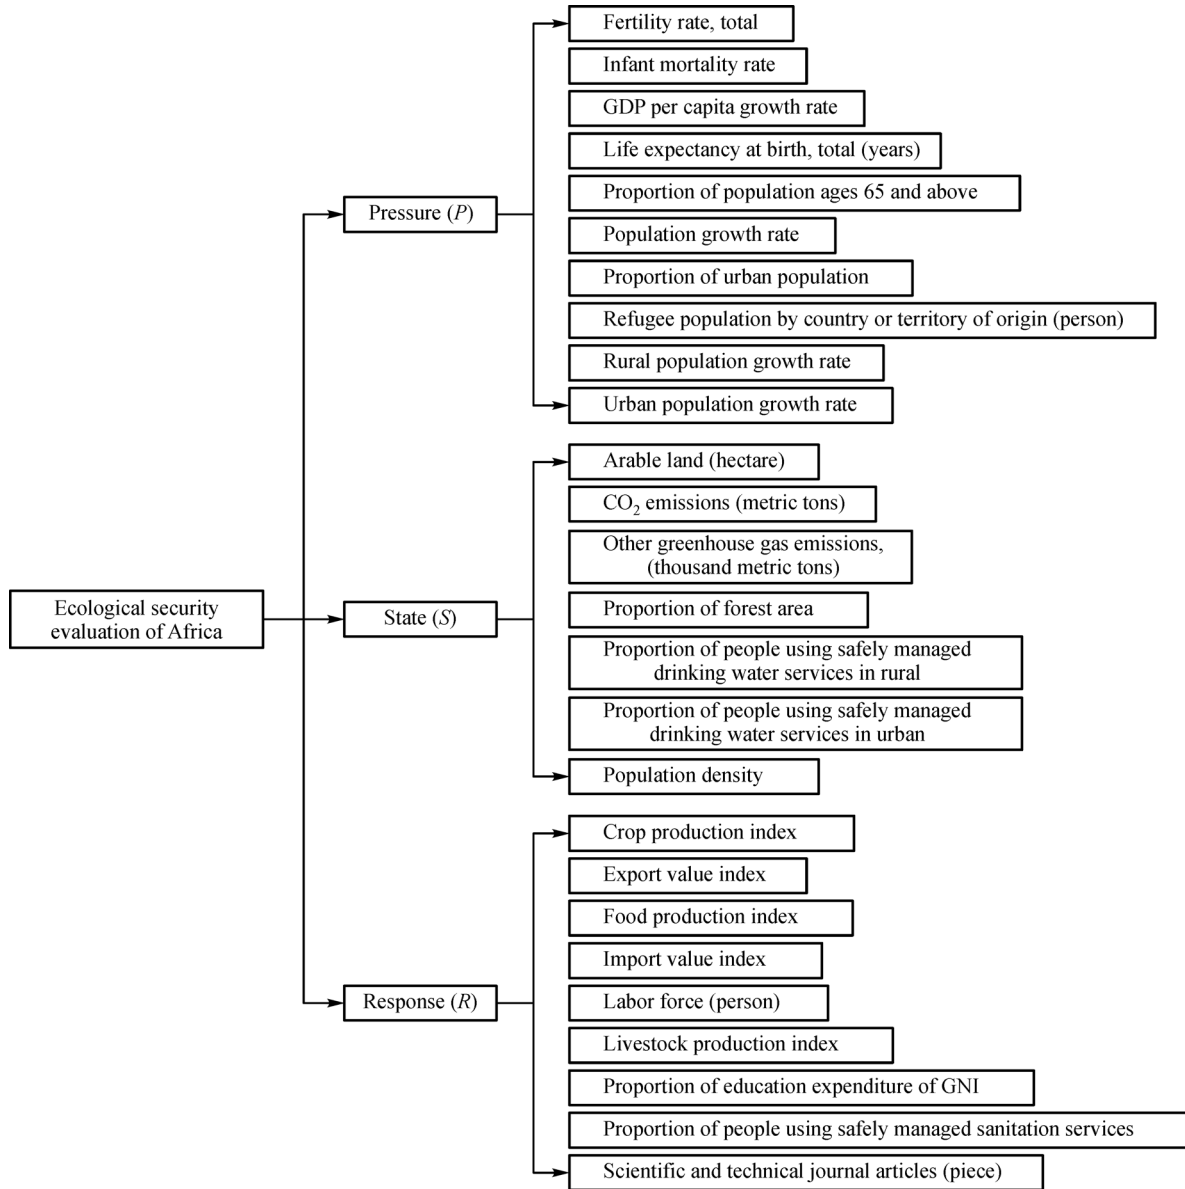 Fertility rate, total
Infant mortality rate
GDP per capita growth rate
Life expectancy at birth, total (years)
Proportion of population ages 65 and above
Pressure (P)
Population growth rate
Proportion of urban population
Refugee population by country or territory of origin (person)
Rural population growth rate
Urban population growth rate
Arable land (hectare)
CO₂ emissions (metric tons)
Other greenhouse gas emissions,
(thousand metric tons)
Ecological security
evaluation of Africa
State (S)
Proportion of forest area
Proportion of people using safely managed
drinking water services in rural
Proportion of people using safely managed
drinking water services in urban
Population density
Crop production index
Export value index
Food production index
Import value index
Response (R)
Labor force (person)
Livestock production index
Proportion of education expenditure of GNI
Proportion of people using safely managed sanitation services
Scientific and technical journal articles (piece)